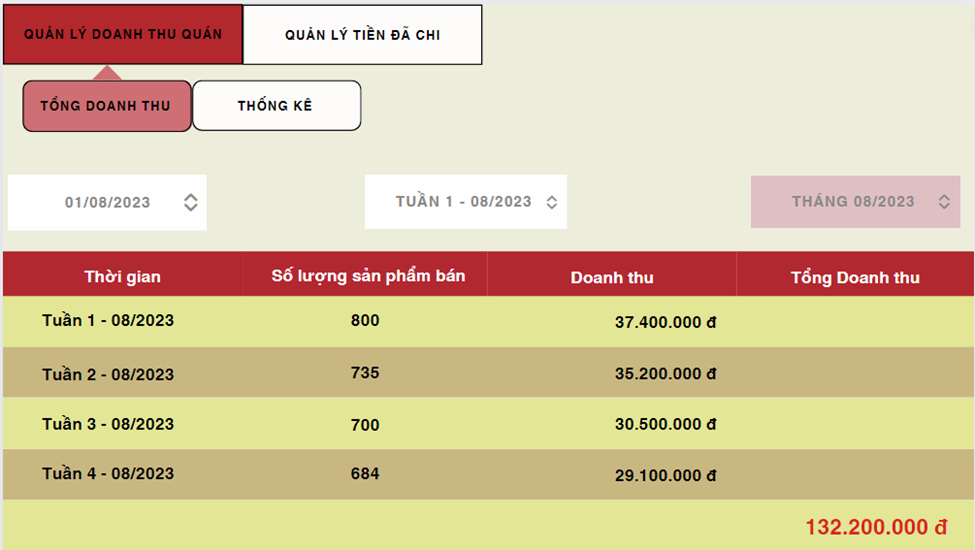 QUẢN LÝ DOANH THU QUÁN QUẢN LÝ TIỀN ĐÃ CHI
TỔNG DOANH THU THỐNG KÊ
01/08/2023 TUẦN 1 - 08/2023 THÁNG 08/2023
Thời gian Số lượng sản phẩm bán Doanh thu Tổng Doanh thu
Tuần 1 - 08/2023 800 37.400.000 đ
Tuần 2 - 08/2023 735 35.200.000 đ
Tuần 3 - 08/2023 700 30.500.000 đ
Tuần 4 - 08/2023 684 29.100.000 đ
132.200.000 đ